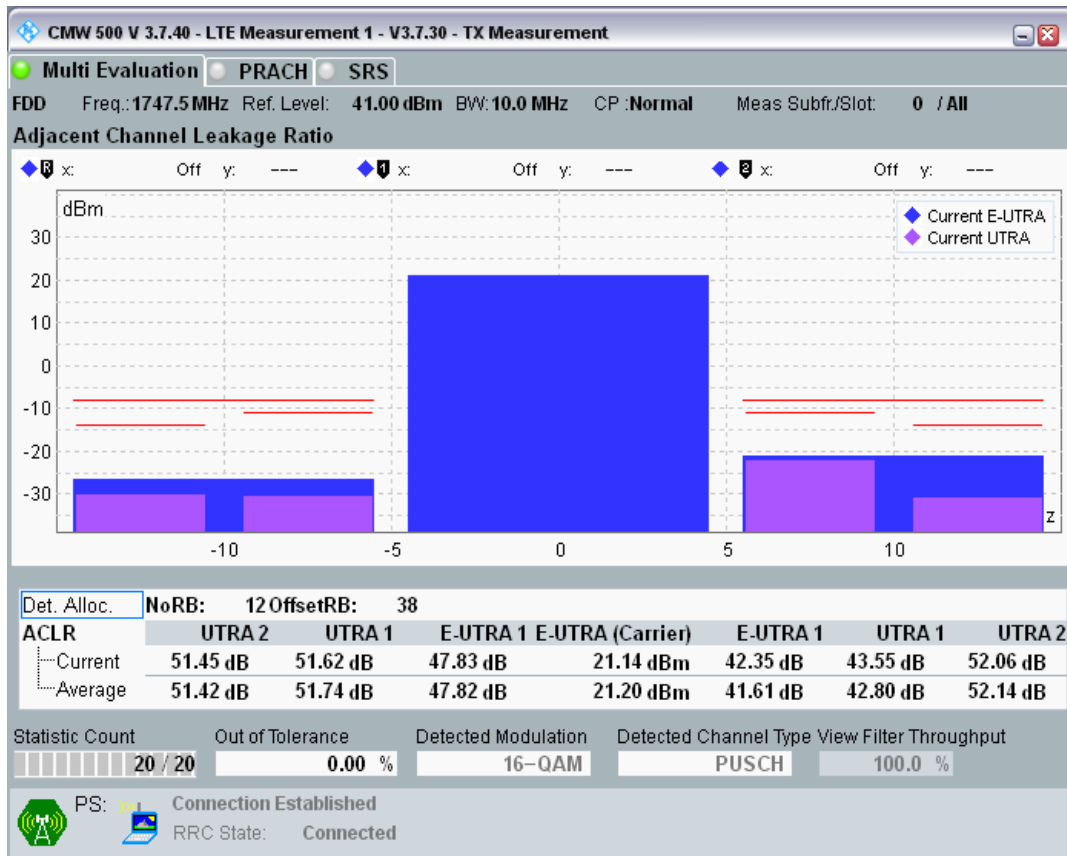 CMW 500 V 3.7.40 - LTE Measurement 1 - V3.7.30 - TX Measurement
Multi Evaluation PRACH SRS
FDD Freq.: 1747.5 MHz Ref. Level: 41.00 dBm BW: 10.0 MHz CP :Normal Meas Subfr./Slot: 0 / All
Adjacent Channel Leakage Ratio
R x: Off y: --- 1 x: Off y: --- 2 x: Off y: ---
dBm
Current E-UTRA
Current UTRA
30
20
10
0
-10
-20
-30
z
-10 -5 0 5 10
Det. Alloc. NoRB: 12 OffsetRB: 38
ACLR UTRA 2 UTRA 1 E-UTRA 1 E-UTRA (Carrier) E-UTRA 1 UTRA 1 UTRA 2
Current 51.45 dB 51.62 dB 47.83 dB 21.14 dBm 42.35 dB 43.55 dB 52.06 dB
Average 51.42 dB 51.74 dB 47.82 dB 21.20 dBm 41.61 dB 42.80 dB 52.14 dB
Statistic Count Out of Tolerance Detected Modulation Detected Channel Type View Filter Throughput
20 / 20 0.00 % 16-QAM PUSCH 100.0 %
PS: Connection Established
RRC State: Connected